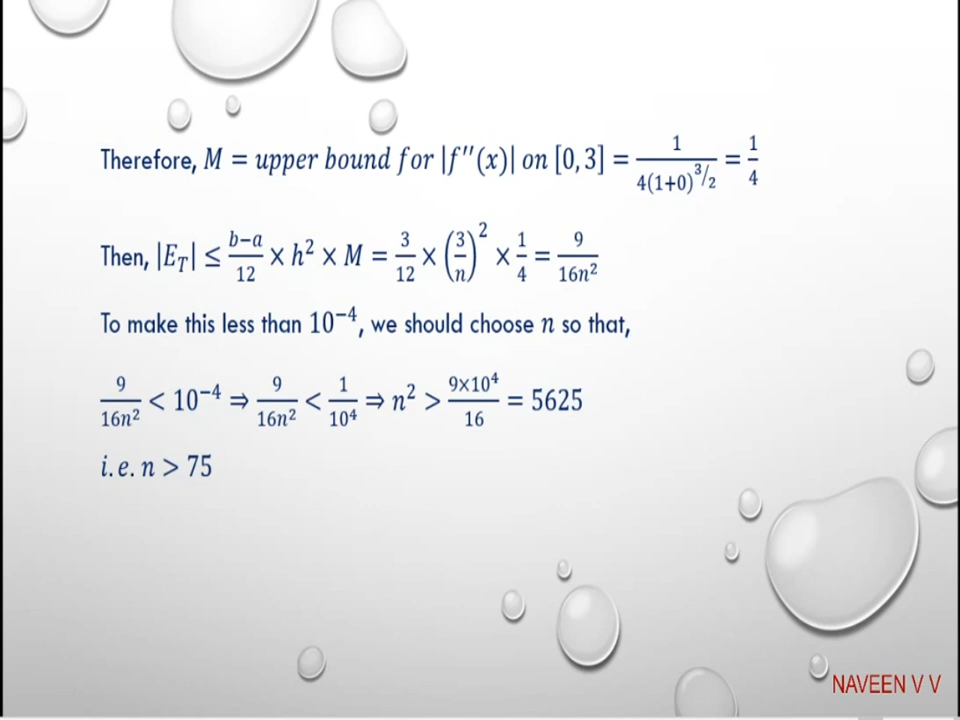 Therefore, M = upper bound for |f″(x)| on [0, 3] = 1/(4(1+0)^(3/2)) = 1/4
Then, |E_T| ≤ (b−a)/12 × h² × M = 3/12 × (3/n)² × 1/4 = 9/(16n²)
To make this less than 10⁻⁴, we should choose n so that,
9/(16n²) < 10⁻⁴ ⇒ 9/(16n²) < 1/10⁴ ⇒ n² > (9×10⁴)/16 = 5625
i.e. n > 75
NAVEEN V V